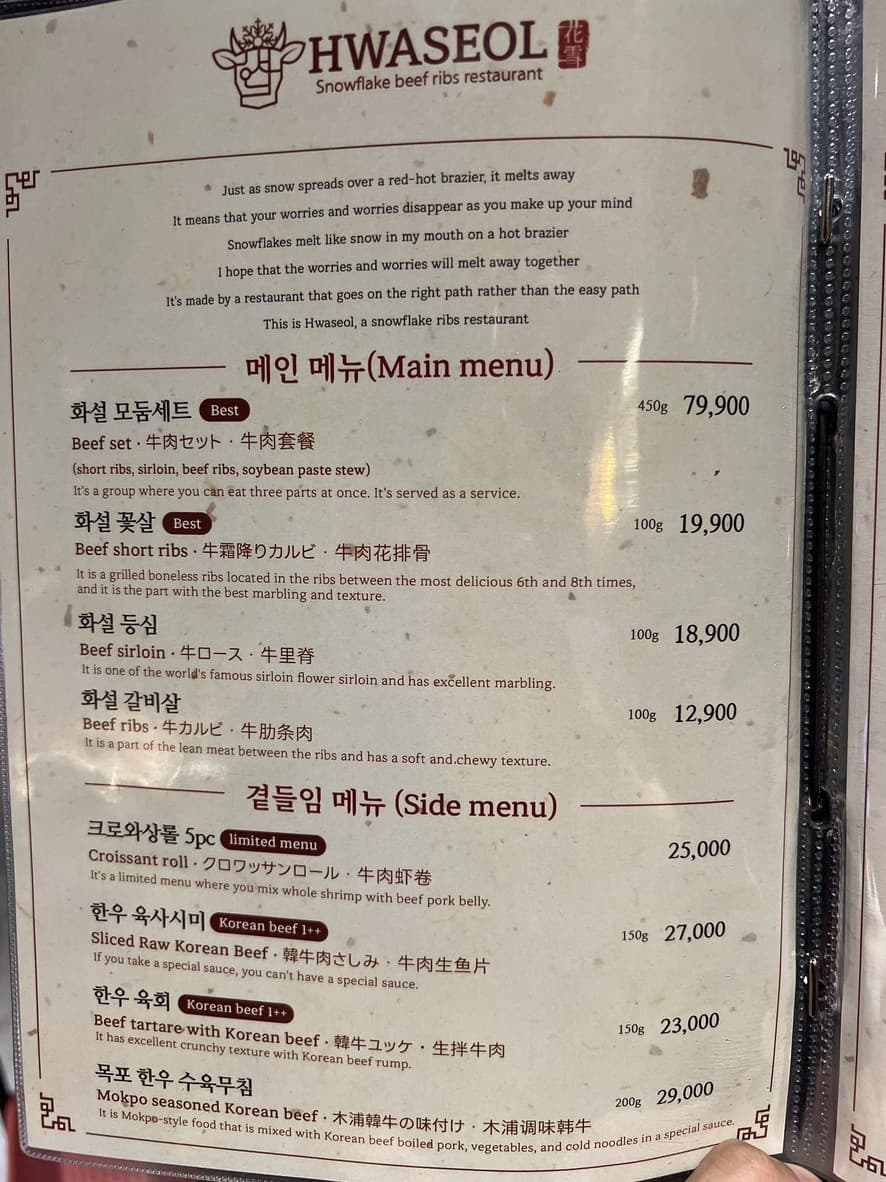 HWASEOL 花雪
Snowflake beef ribs restaurant
Just as snow spreads over a red-hot brazier, it melts away
It means that your worries and worries disappear as you make up your mind
Snowflakes melt like snow in my mouth on a hot brazier
I hope that the worries and worries will melt away together
It's made by a restaurant that goes on the right path rather than the easy path
This is Hwaseol, a snowflake ribs restaurant
메인 메뉴(Main menu)
화설 모둠세트 Best 450g 79,900
Beef set · 牛肉セット · 牛肉套餐
(short ribs, sirloin, beef ribs, soybean paste stew)
It's a group where you can eat three parts at once. It's served as a service.
화설 꽃살 Best 100g 19,900
Beef short ribs · 牛霜降りカルビ · 牛肉花排骨
It is a grilled boneless ribs located in the ribs between the most delicious 6th and 8th times,
and it is the part with the best marbling and texture.
화설 등심 100g 18,900
Beef sirloin · 牛ロース · 牛里脊
It is one of the world's famous sirloin flower sirloin and has excellent marbling.
화설 갈비살 100g 12,900
Beef ribs · 牛カルビ · 牛肋条肉
It is a part of the lean meat between the ribs and has a soft and.chewy texture.
곁들임 메뉴 (Side menu)
크로와상롤 5pc limited menu 25,000
Croissant roll · クロワッサンロール · 牛肉虾卷
It's a limited menu where you mix whole shrimp with beef pork belly.
한우 육사시미 Korean beef 1++ 150g 27,000
Sliced Raw Korean Beef · 韓牛肉さしみ · 牛肉生鱼片
If you take a special sauce, you can't have a special sauce.
한우 육회 Korean beef 1++ 150g 23,000
Beef tartare with Korean beef · 韓牛ユッケ · 生拌牛肉
It has excellent crunchy texture with Korean beef rump.
목포 한우 수육무침 200g 29,000
Mokpo seasoned Korean beef · 木浦韓牛の味付け · 木浦调味韩牛
It is Mokpo-style food that is mixed with Korean beef boiled pork, vegetables, and cold noodles in a special sauce.